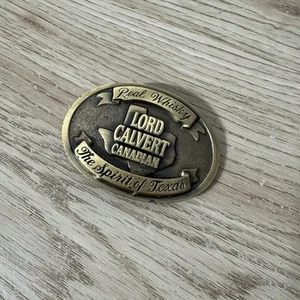 Real Whisky
LORD
CALVERT
CANADIAN
The Spirit of Texas